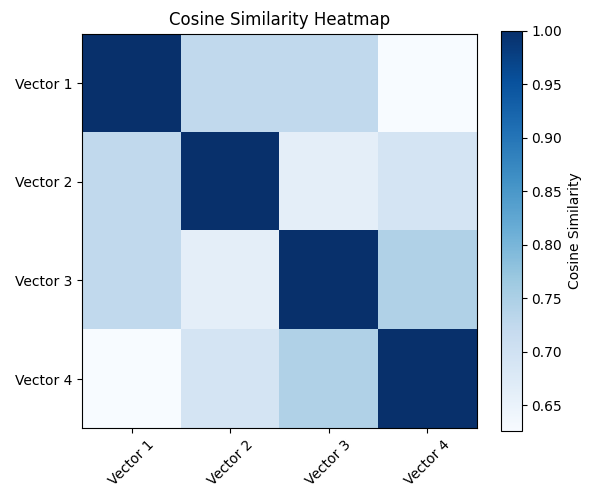 Cosine Similarity Heatmap
Vector 1
Vector 2
Vector 3
Vector 4
Vector 1
Vector 2
Vector 3
Vector 4
1.00
0.95
0.90
0.85
0.80
0.75
0.70
0.65
Cosine Similarity